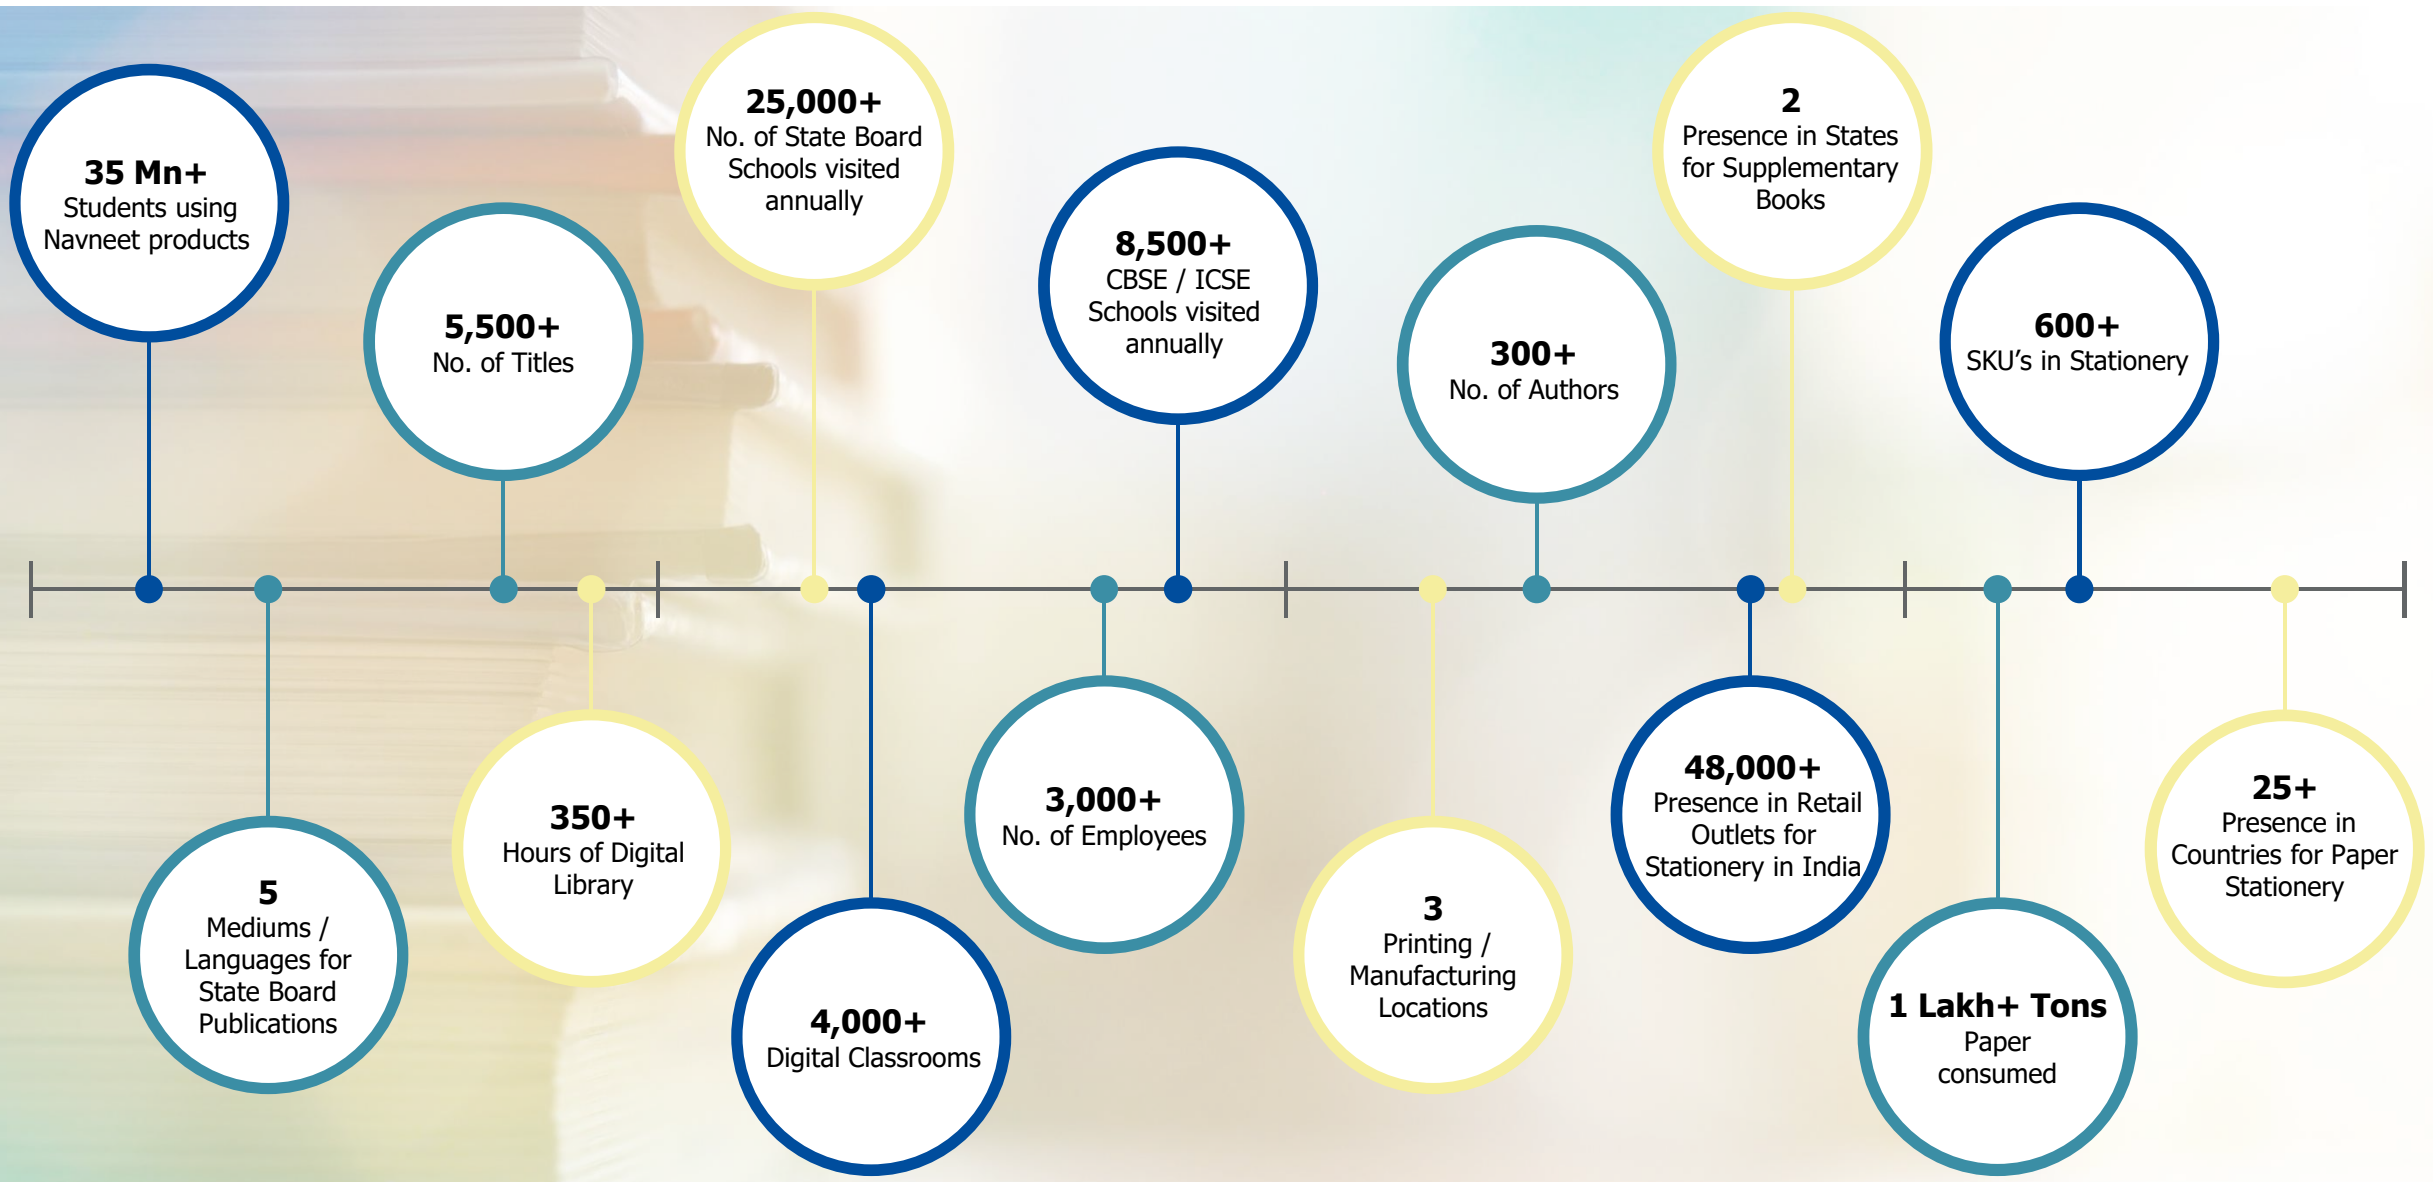 35 Mn+
Students using
Navneet products
5
Mediums /
Languages for
State Board
Publications
5,500+
No. of Titles
350+
Hours of Digital
Library
25,000+
No. of State Board
Schools visited
annually
4,000+
Digital Classrooms
3,000+
No. of Employees
8,500+
CBSE / ICSE
Schools visited
annually
3
Printing /
Manufacturing
Locations
300+
No. of Authors
48,000+
Presence in Retail
Outlets for
Stationery in India
2
Presence in States
for Supplementary
Books
1 Lakh+ Tons
Paper
consumed
600+
SKU’s in Stationery
25+
Presence in
Countries for Paper
Stationery